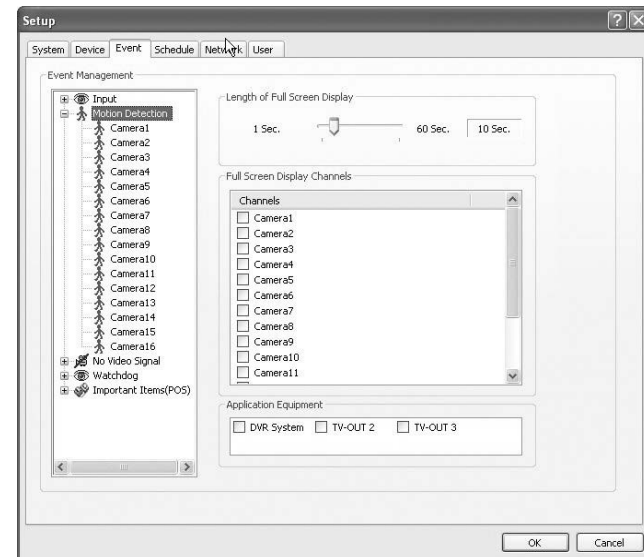 Setup
System Device Event Schedule Network User
Event Management
Input
Motion Detection
Camera1
Camera2
Camera3
Camera4
Camera5
Camera6
Camera7
Camera8
Camera9
Camera10
Camera11
Camera12
Camera13
Camera14
Camera15
Camera16
No Video Signal
Watchdog
Important Items(POS)
Length of Full Screen Display
1 Sec. 60 Sec. 10 Sec.
Full Screen Display Channels
Channels
Camera1
Camera2
Camera3
Camera4
Camera5
Camera6
Camera7
Camera8
Camera9
Camera10
Camera11
Application Equipment
DVR System TV-OUT 2 TV-OUT 3
OK Cancel